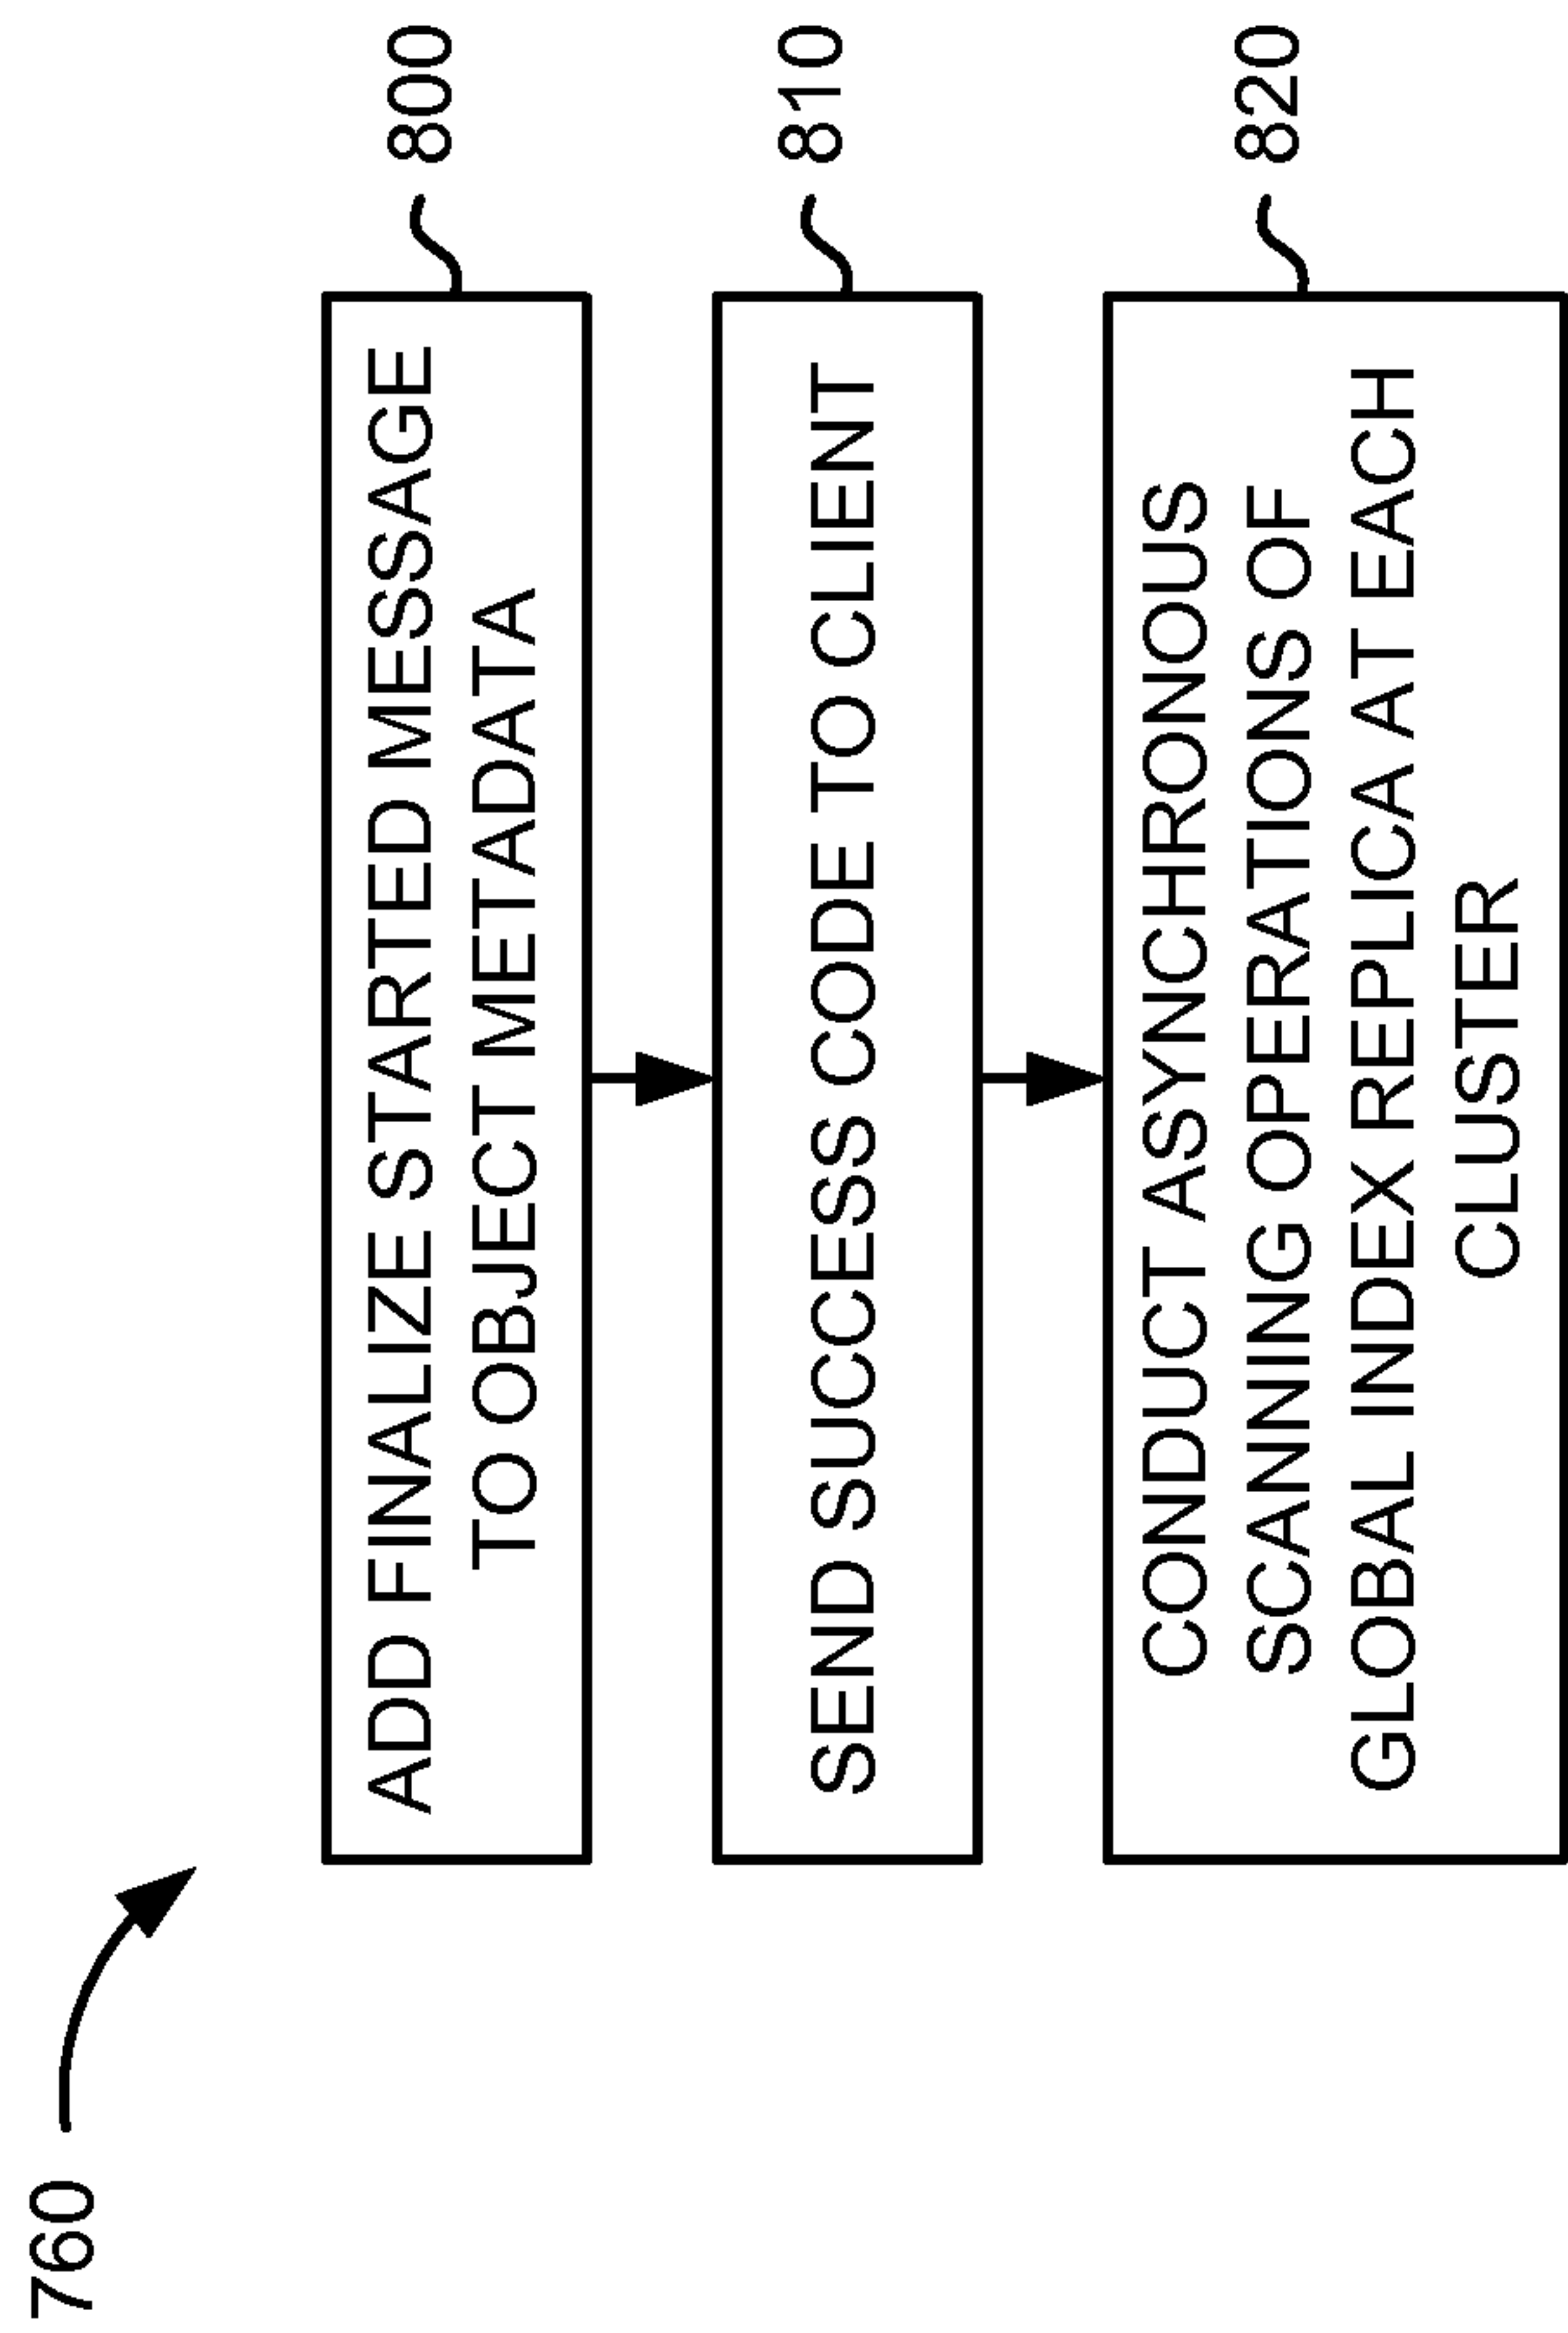 760
ADD FINALIZE STARTED MESSAGE
TO OBJECT METADATA
800
SEND SUCCESS CODE TO CLIENT
810
CONDUCT ASYNCHRONOUS
SCANNING OPERATIONS OF
GLOBAL INDEX REPLICA AT EACH
CLUSTER
820